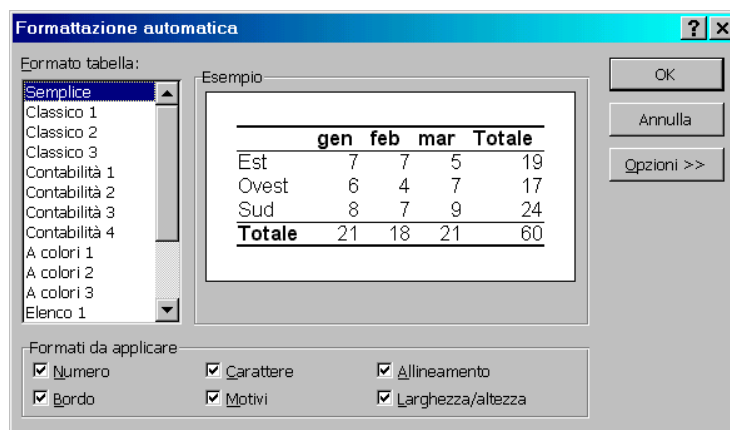 Formattazione automatica
Formato tabella:
Semplice
Classico 1
Classico 2
Classico 3
Contabilità 1
Contabilità 2
Contabilità 3
Contabilità 4
A colori 1
A colori 2
A colori 3
Elenco 1
Esempio
gen feb mar Totale
Est 7 7 5 19
Ovest 6 4 7 17
Sud 8 7 9 24
Totale 21 18 21 60
OK
Annulla
Opzioni >>
Formati da applicare
Numero Carattere Allineamento
Bordo Motivi Larghezza/altezza